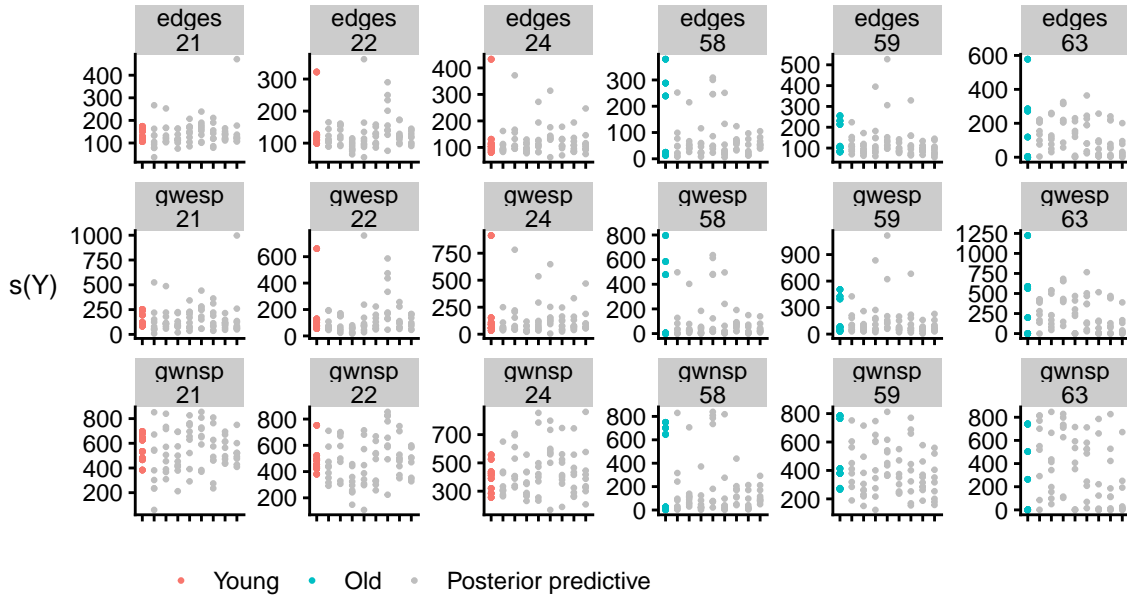 edges edges edges edges edges edges
21 22 24 58 59 63
400 300 200 100
300 200 100
400 300 200 100
300 200 100 0
500 400 300 200 100
600 400 200 0
gwesp gwesp gwesp gwesp gwesp gwesp
21 22 24 58 59 63
s(Y)
1000 750 500 250 0
600 400 200 0
750 500 250 0
800 600 400 200 0
900 600 300 0
1250 1000 750 500 250 0
gwnsp gwnsp gwnsp gwnsp gwnsp gwnsp
21 22 24 58 59 63
800 600 400 200
800 600 400 200
700 500 300
800 600 400 200 0
800 600 400 200
800 600 400 200 0
Young Old Posterior predictive